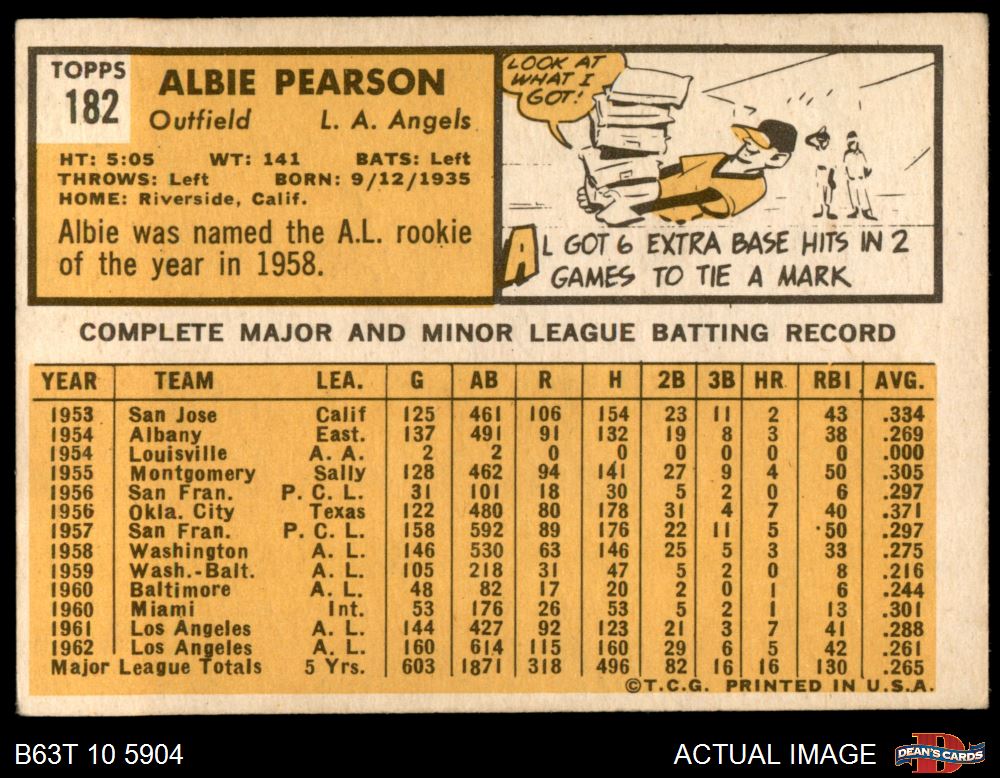 TOPPS
182
ALBIE PEARSON
Outfield L. A. Angels
HT: 5:05 WT: 141 BATS: Left
THROWS: Left BORN: 9/12/1935
HOME: Riverside, Calif.
Albie was named the A.L. rookie
of the year in 1958.
LOOK AT
WHAT I
GOT!
AL GOT 6 EXTRA BASE HITS IN 2
GAMES TO TIE A MARK
COMPLETE MAJOR AND MINOR LEAGUE BATTING RECORD
YEAR TEAM LEA. G AB R H 2B 3B HR RBI AVG.
1953 San Jose Calif 125 461 106 154 23 11 2 43 .334
1954 Albany East. 137 491 91 132 19 8 3 38 .269
1954 Louisville A. A. 2 2 0 0 0 0 0 0 .000
1955 Montgomery Sally 128 462 94 141 27 9 4 50 .305
1956 San Fran. P. C. L. 31 101 18 30 5 2 0 6 .297
1956 Okla. City Texas 122 480 80 178 31 4 7 40 .371
1957 San Fran. P. C. L. 158 592 89 176 22 11 5 50 .297
1958 Washington A. L. 146 530 63 146 25 5 3 33 .275
1959 Wash.-Balt. A. L. 105 218 31 47 5 2 0 8 .216
1960 Baltimore A. L. 48 82 17 20 2 0 1 6 .244
1960 Miami Int. 53 176 26 53 5 2 1 13 .301
1961 Los Angeles A. L. 144 427 92 123 21 3 7 41 .288
1962 Los Angeles A. L. 160 614 115 160 29 6 5 42 .261
Major League Totals 5 Yrs. 603 1871 318 496 82 16 16 130 .265
©T.C.G. PRINTED IN U.S.A.
B63T 10 5904 ACTUAL IMAGE DEAN'S CARDS